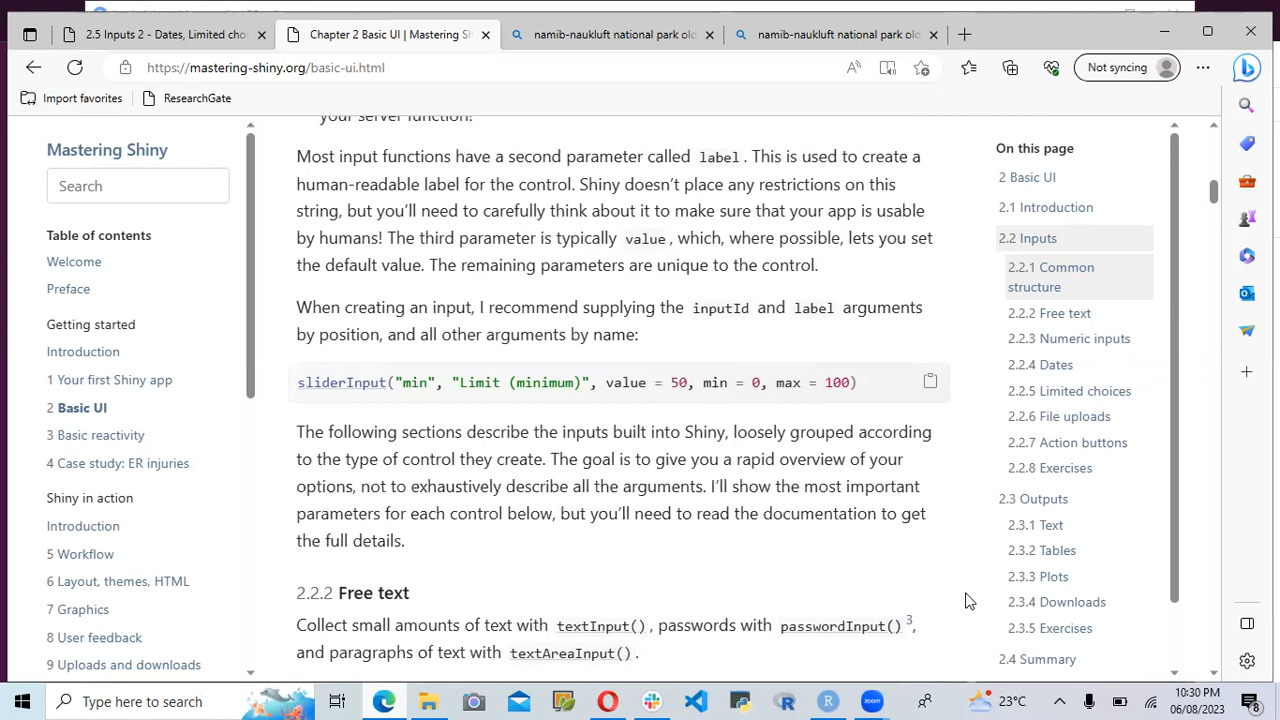 2.5 Inputs 2 - Dates, Limited choi
Chapter 2 Basic UI | Mastering Sh
namib-naukluft national park old
namib-naukluft national park old
https://mastering-shiny.org/basic-ui.html
Not syncing
Import favorites
ResearchGate
Mastering Shiny
Search
Table of contents
Welcome
Preface
Getting started
Introduction
1 Your first Shiny app
2 Basic UI
3 Basic reactivity
4 Case study: ER injuries
Shiny in action
Introduction
5 Workflow
6 Layout, themes, HTML
7 Graphics
8 User feedback
9 Uploads and downloads
your server function!
Most input functions have a second parameter called label. This is used to create a
human-readable label for the control. Shiny doesn't place any restrictions on this
string, but you'll need to carefully think about it to make sure that your app is usable
by humans! The third parameter is typically value, which, where possible, lets you set
the default value. The remaining parameters are unique to the control.
When creating an input, I recommend supplying the inputId and label arguments
by position, and all other arguments by name:
sliderInput("min", "Limit (minimum)", value = 50, min = 0, max = 100)
The following sections describe the inputs built into Shiny, loosely grouped according
to the type of control they create. The goal is to give you a rapid overview of your
options, not to exhaustively describe all the arguments. I'll show the most important
parameters for each control below, but you'll need to read the documentation to get
the full details.
2.2.2 Free text
Collect small amounts of text with textInput(), passwords with passwordInput()3,
and paragraphs of text with textAreaInput().
On this page
2 Basic UI
2.1 Introduction
2.2 Inputs
2.2.1 Common
structure
2.2.2 Free text
2.2.3 Numeric inputs
2.2.4 Dates
2.2.5 Limited choices
2.2.6 File uploads
2.2.7 Action buttons
2.2.8 Exercises
2.3 Outputs
2.3.1 Text
2.3.2 Tables
2.3.3 Plots
2.3.4 Downloads
2.3.5 Exercises
2.4 Summary
Type here to search
zoom
23°C
10:30 PM
06/08/2023
8